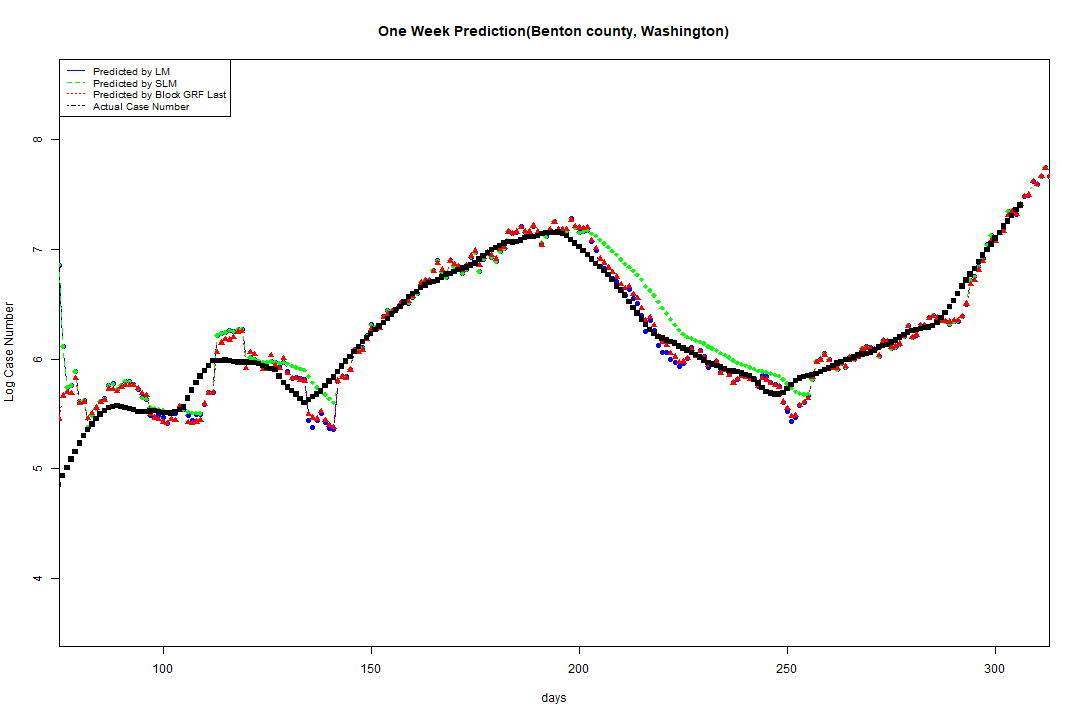 One Week Prediction(Benton county, Washington)
Predicted by LM
Predicted by SLM
Predicted by Block GRF Last
Actual Case Number
8
7
6
5
4
Log Case Number
100 150 200 250 300
days